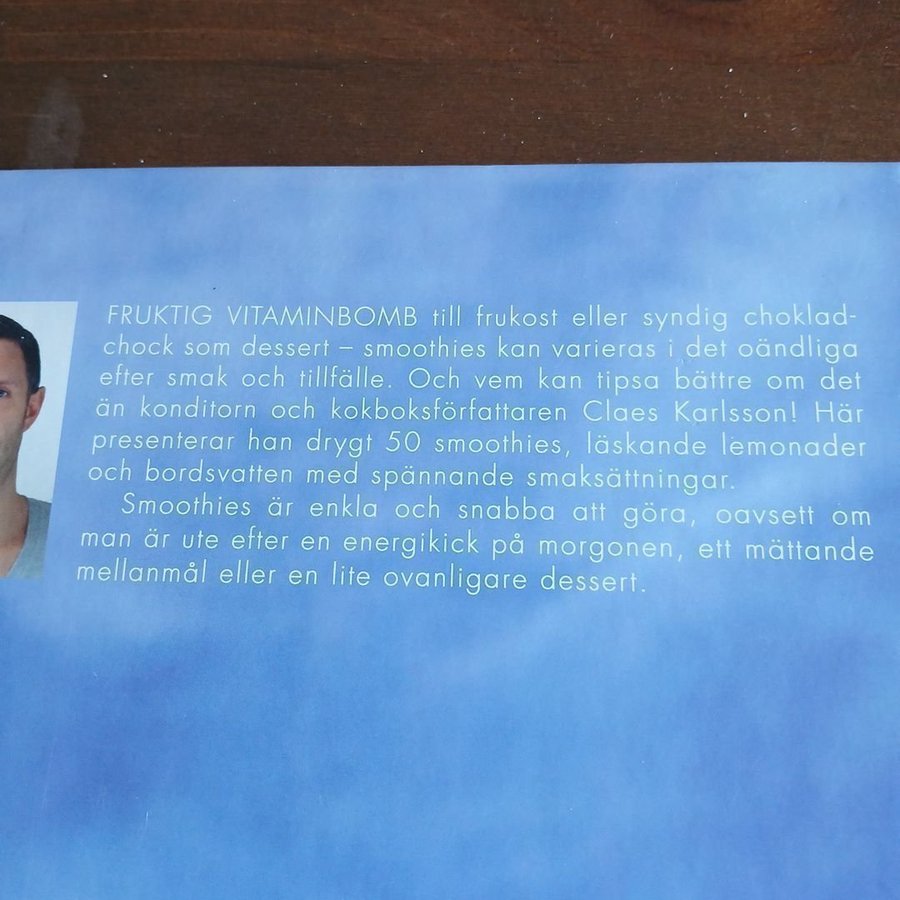 FRUKTIG VITAMINBOMB till frukost eller syndig choklad-
chock som dessert – smoothies kan varieras i det oändliga
efter smak och tillfälle. Och vem kan tipsa bättre om det
än konditorn och kokboksförfattaren Claes Karlsson! Här
presenterar han drygt 50 smoothies, läskande lemonader
och bordsvatten med spännande smaksättningar.
Smoothies är enkla och snabba att göra, oavsett om
man är ute efter en energikick på morgonen, ett mättande
mellanmål eller en lite ovanligare dessert.